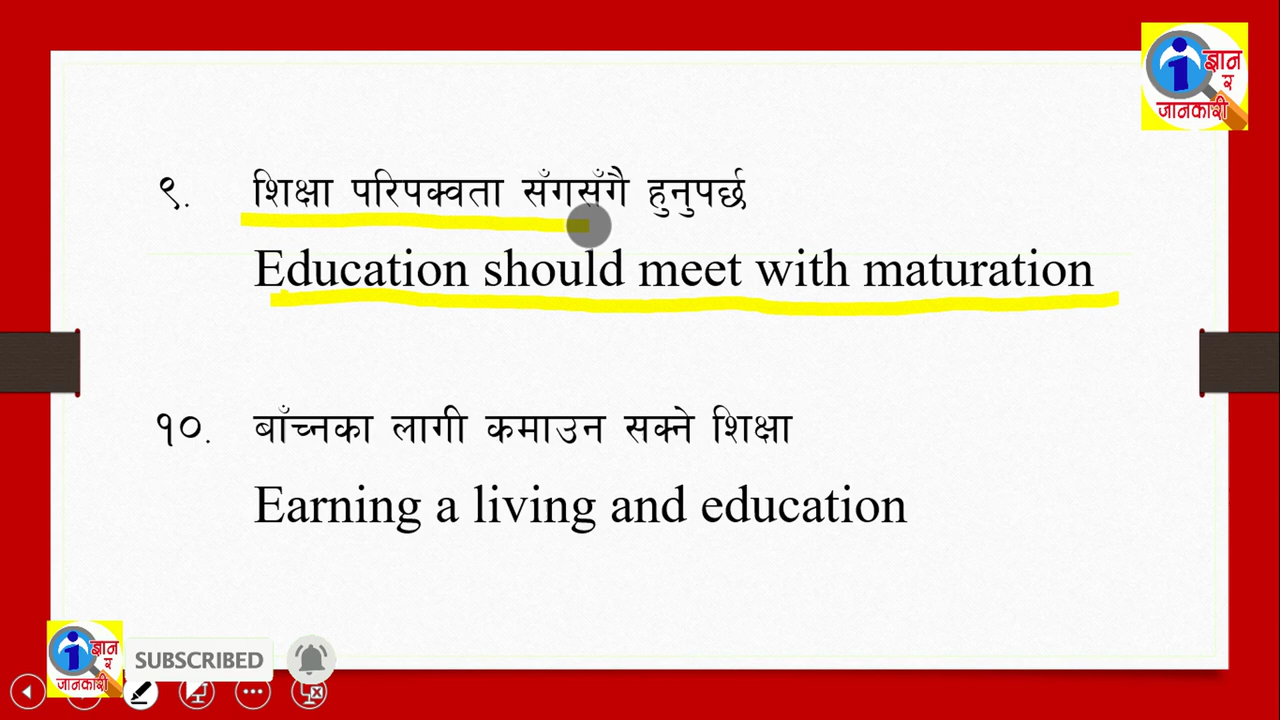 ज्ञान
र
जानकारी
९. शिक्षा परिपक्वता सँगसँगै हुनुपर्छ
Education should meet with maturation
१०. बाँच्नका लागी कमाउन सक्ने शिक्षा
Earning a living and education
ज्ञान
र
जानकारी
SUBSCRIBED